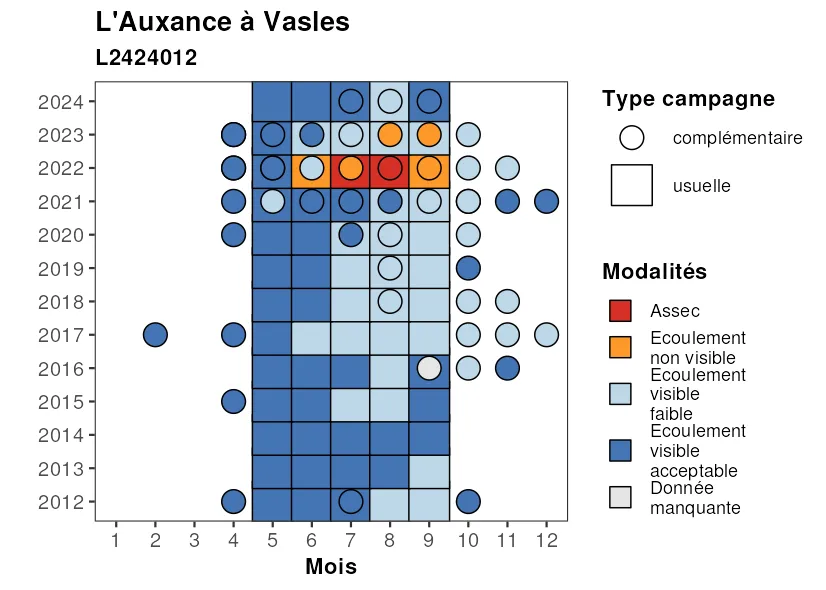 L'Auxance à Vasles
L2424012
2024
2023
2022
2021
2020
2019
2018
2017
2016
2015
2014
2013
2012
1 2 3 4 5 6 7 8 9 10 11 12
Mois
Type campagne
complémentaire
usuelle
Modalités
Assec
Ecoulement
non visible
Ecoulement
visible
faible
Ecoulement
visible
acceptable
Donnée
manquante